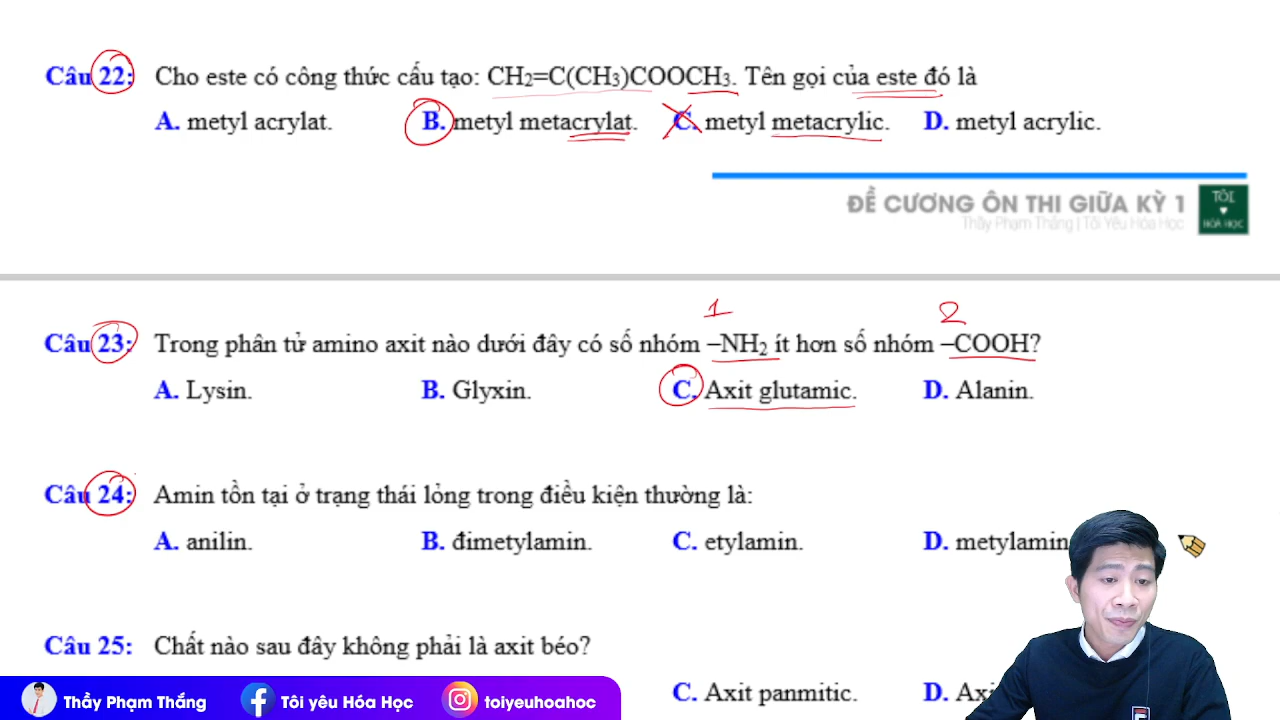 Câu 22: Cho este có công thức cấu tạo: CH2=C(CH3)COOCH3. Tên gọi của este đó là
A. metyl acrylat. B. metyl metacrylat. C. metyl metacrylic. D. metyl acrylic.
ĐỀ CƯƠNG ÔN THI GIỮA KỲ 1
Thầy Phạm Thắng | Tôi Yêu Hóa Học
TÔI
♥
HÓA HỌC
1 2
Câu 23: Trong phân tử amino axit nào dưới đây có số nhóm –NH2 ít hơn số nhóm –COOH?
A. Lysin. B. Glyxin. C. Axit glutamic. D. Alanin.
Câu 24: Amin tồn tại ở trạng thái lỏng trong điều kiện thường là:
A. anilin. B. đimetylamin. C. etylamin. D. metylamin
Câu 25: Chất nào sau đây không phải là axit béo?
C. Axit panmitic. D.
Thầy Phạm Thắng Tôi yêu Hóa Học toiyeuhoahoc